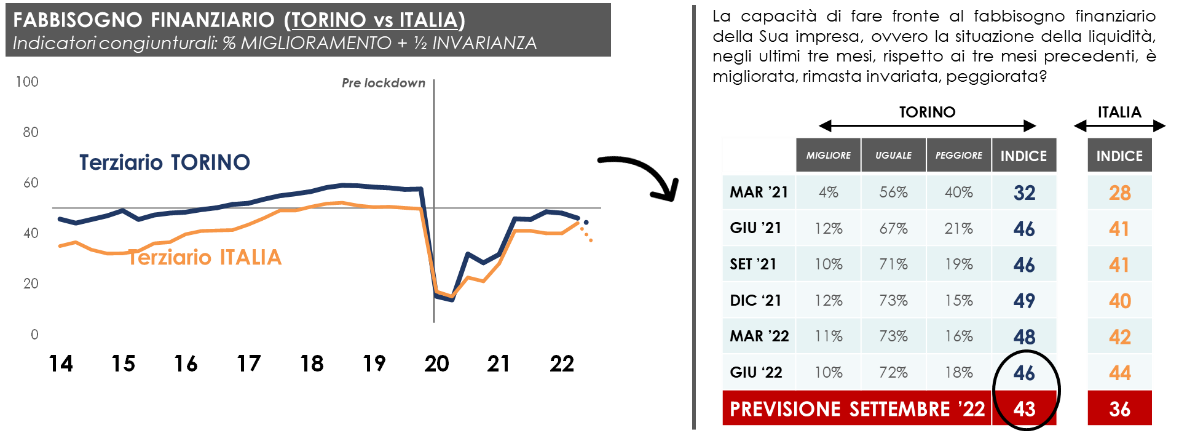 FABBISOGNO FINANZIARIO (TORINO vs ITALIA)
Indicatori congiunturali: % MIGLIORAMENTO + ½ INVARIANZA
100
80
60
40
20
0
Pre lockdown
Terziario TORINO
Terziario ITALIA
14 15 16 17 18 19 20 21 22
La capacità di fare fronte al fabbisogno finanziario
della Sua impresa, ovvero la situazione della liquidità,
negli ultimi tre mesi, rispetto ai tre mesi precedenti, è
migliorata, rimasta invariata, peggiorata?
TORINO ITALIA
MIGLIORE UGUALE PEGGIORE INDICE INDICE
MAR '21 4% 56% 40% 32 28
GIU '21 12% 67% 21% 46 41
SET '21 10% 71% 19% 46 41
DIC '21 12% 73% 15% 49 40
MAR '22 11% 73% 16% 48 42
GIU '22 10% 72% 18% 46 44
PREVISIONE SETTEMBRE '22 43 36